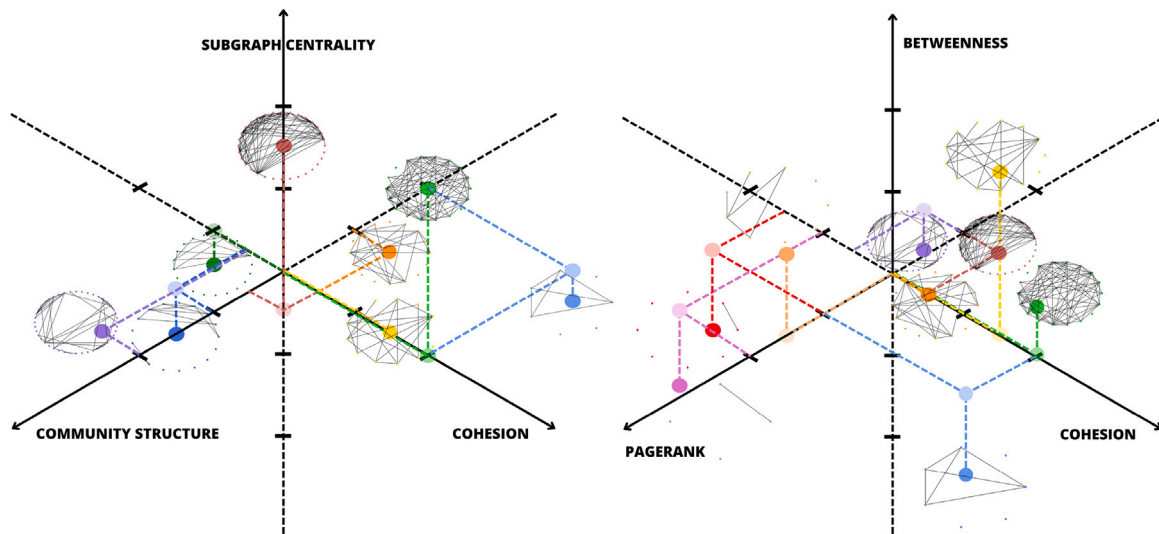 SUBGRAPH CENTRALITY
BETWEENNESS
COMMUNITY STRUCTURE
COHESION
PAGERANK
COHESION